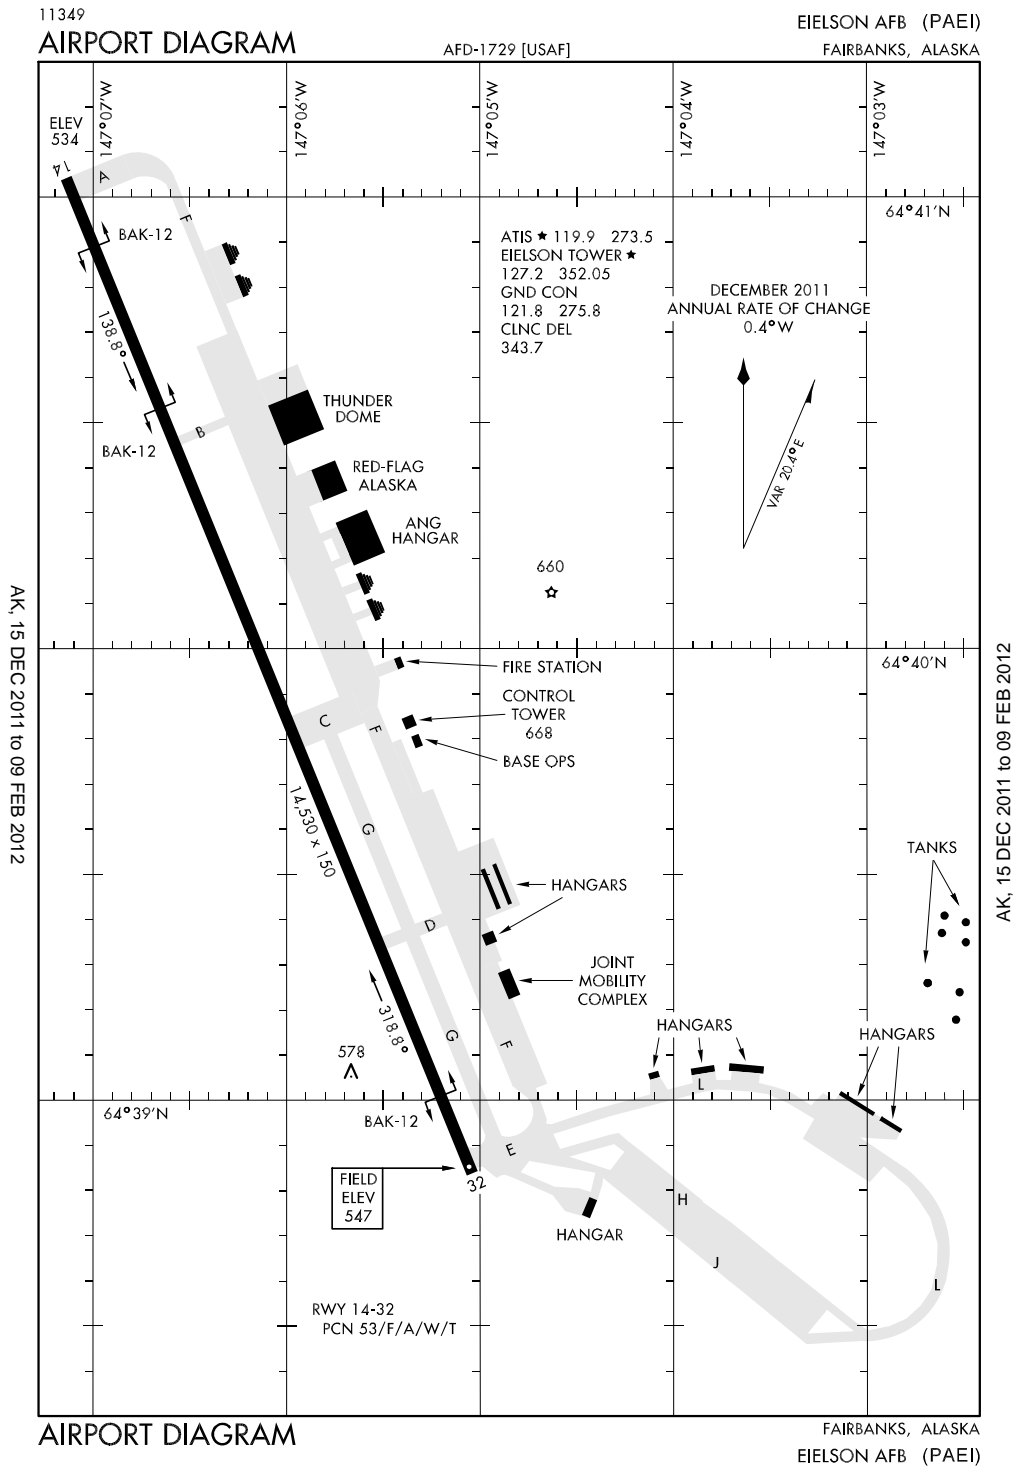 11349
AIRPORT DIAGRAM
AFD-1729 [USAF]
EIELSON AFB (PAEI)
FAIRBANKS, ALASKA
147°07'W
147°06'W
147°05'W
147°04'W
147°03'W
ELEV
534
14
A
F
64°41'N
BAK-12
ATIS ★ 119.9 273.5
EIELSON TOWER ★
127.2 352.05
GND CON
121.8 275.8
CLNC DEL
343.7
DECEMBER 2011
ANNUAL RATE OF CHANGE
0.4°W
VAR 20.4°E
138.8°
BAK-12
B
THUNDER
DOME
RED-FLAG
ALASKA
ANG
HANGAR
660
AK, 15 DEC 2011 to 09 FEB 2012
AK, 15 DEC 2011 to 09 FEB 2012
64°40'N
FIRE STATION
CONTROL
TOWER
668
BASE OPS
C
F
14,530 x 150
G
TANKS
HANGARS
D
JOINT
MOBILITY
COMPLEX
318.8°
G
F
578
HANGARS
HANGARS
L
64°39'N
BAK-12
E
FIELD
ELEV
547
32
HANGAR
H
J
L
RWY 14-32
PCN 53/F/A/W/T
AIRPORT DIAGRAM
FAIRBANKS, ALASKA
EIELSON AFB (PAEI)